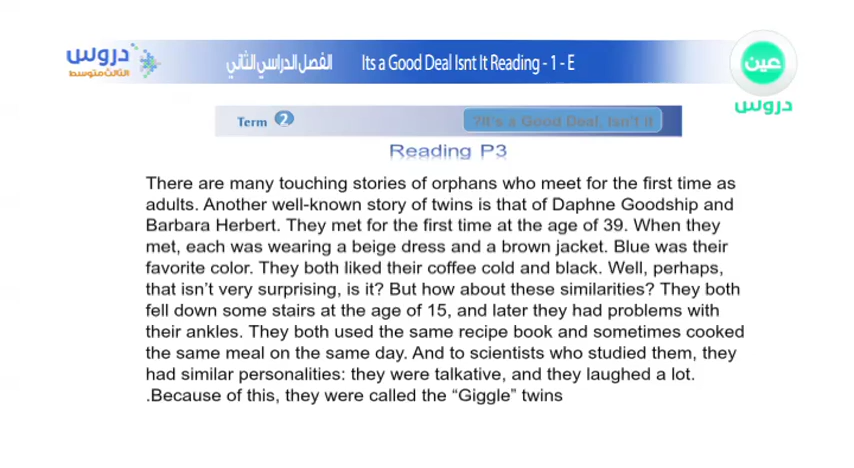 دروس
الثالث متوسط
الفصل الدراسي الثاني
Its a Good Deal Isnt It Reading - 1 - E
عين
دروس
Term 2
?It's a Good Deal, Isn't it
Reading P3
There are many touching stories of orphans who meet for the first time as
adults. Another well-known story of twins is that of Daphne Goodship and
Barbara Herbert. They met for the first time at the age of 39. When they
met, each was wearing a beige dress and a brown jacket. Blue was their
favorite color. They both liked their coffee cold and black. Well, perhaps,
that isn't very surprising, is it? But how about these similarities? They both
fell down some stairs at the age of 15, and later they had problems with
their ankles. They both used the same recipe book and sometimes cooked
the same meal on the same day. And to scientists who studied them, they
had similar personalities: they were talkative, and they laughed a lot.
.Because of this, they were called the “Giggle” twins